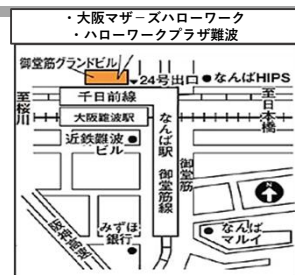 ・大阪マザーズハローワーク
・ハローワークプラザ難波
御堂筋グランドビル
24号出口
なんばHIPS
至桜川
千日前線
至日本橋
大阪難波駅
近鉄難波
ビル
なんば駅 御堂筋線
御堂筋
阪神高速
みずほ
銀行
なんば
マルイ